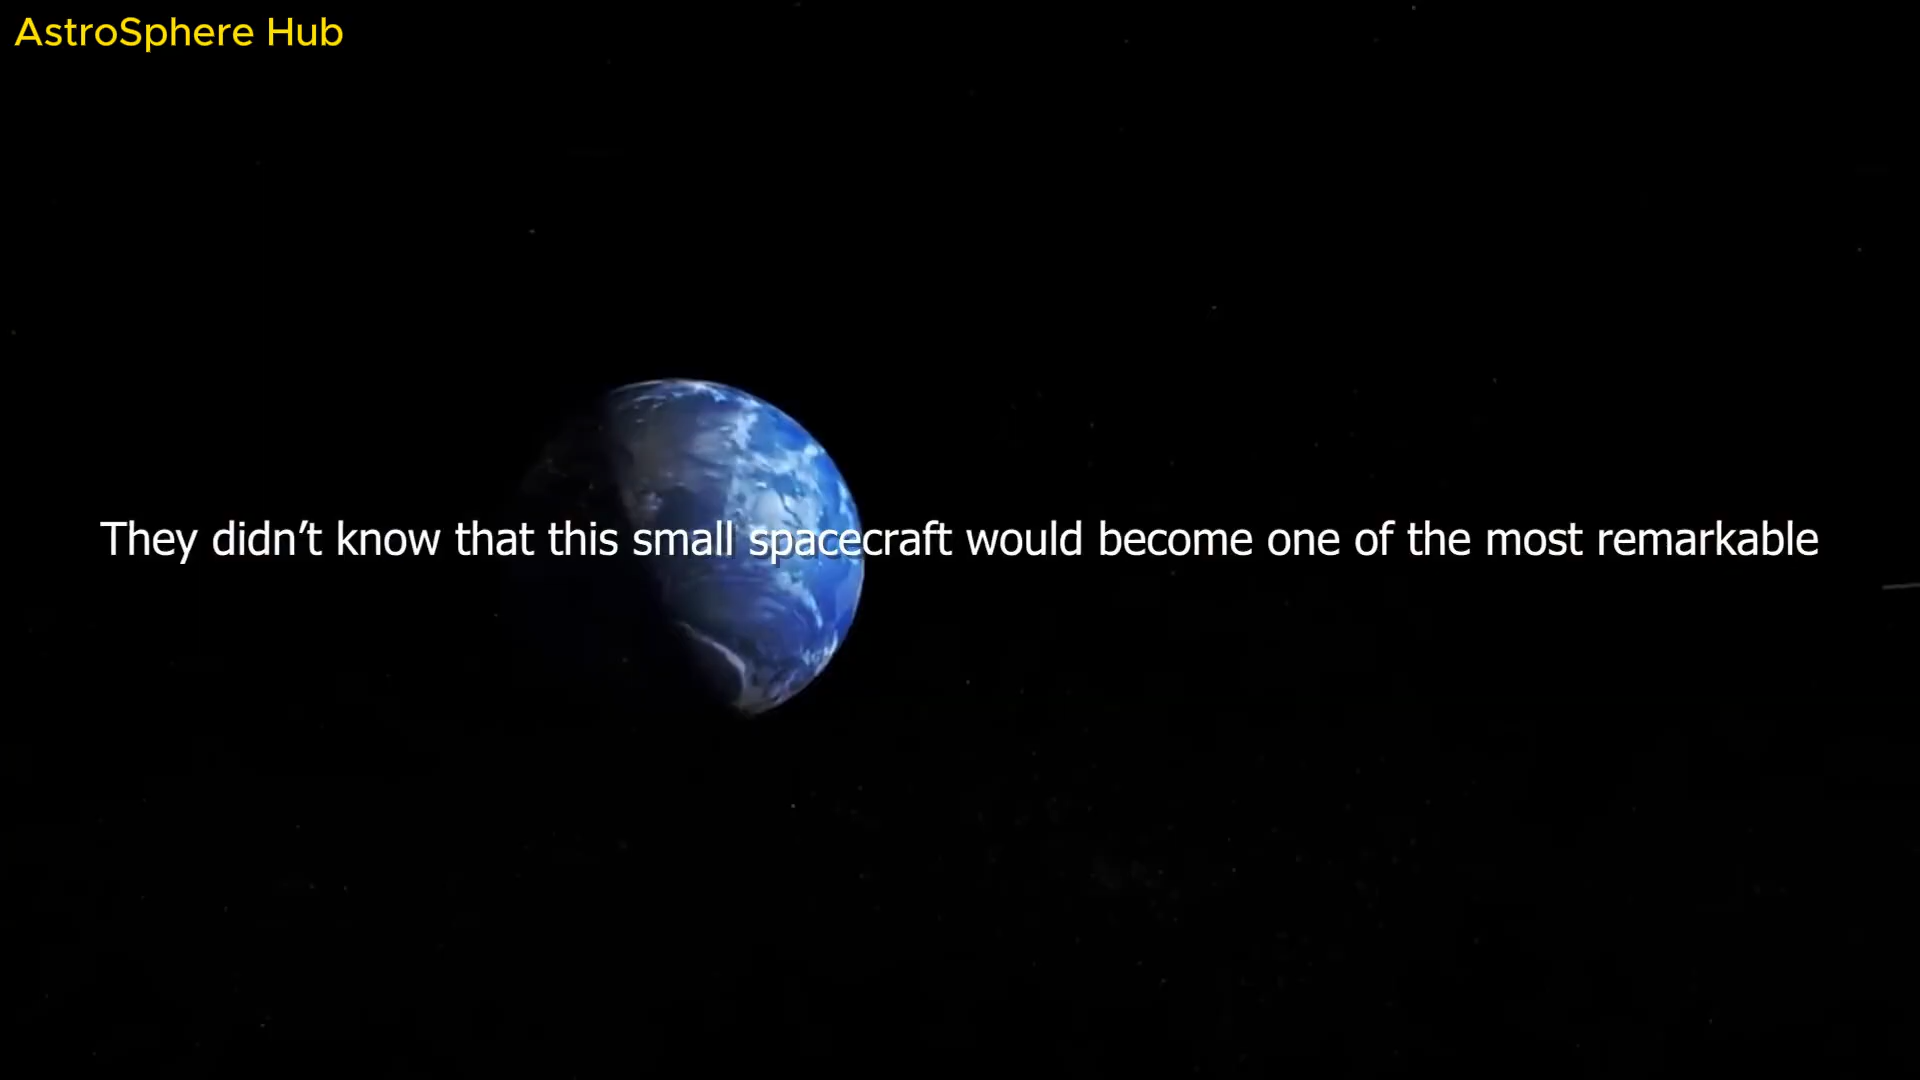 AstroSphere Hub
They didn’t know that this small spacecraft would become one of the most remarkable